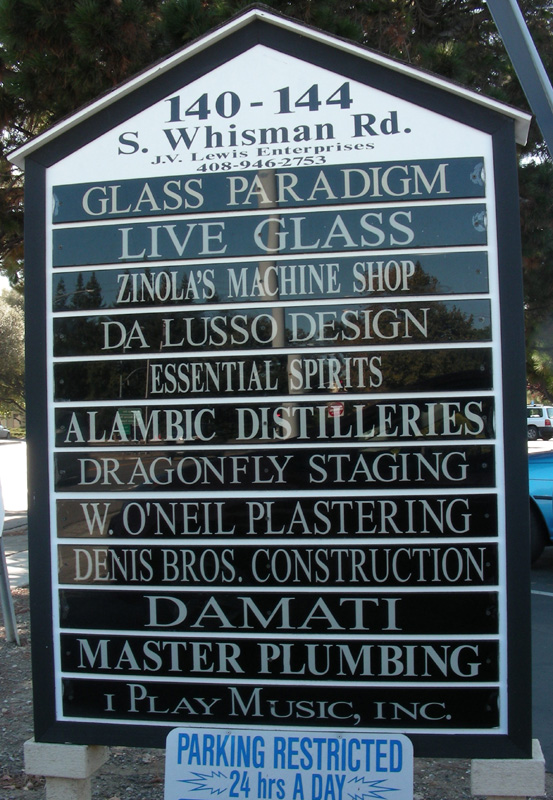 140 - 144
S. Whisman Rd.
J.V. Lewis Enterprises
408-946-2753
GLASS PARADIGM
LIVE GLASS
ZINOLA'S MACHINE SHOP
DA LUSSO DESIGN
ESSENTIAL SPIRITS
ALAMBIC DISTILLERIES
DRAGONFLY STAGING
W. O'NEIL PLASTERING
DENIS BROS. CONSTRUCTION
DAMATI
MASTER PLUMBING
I PLAY MUSIC, INC.
PARKING RESTRICTED
24 hrs A DAY